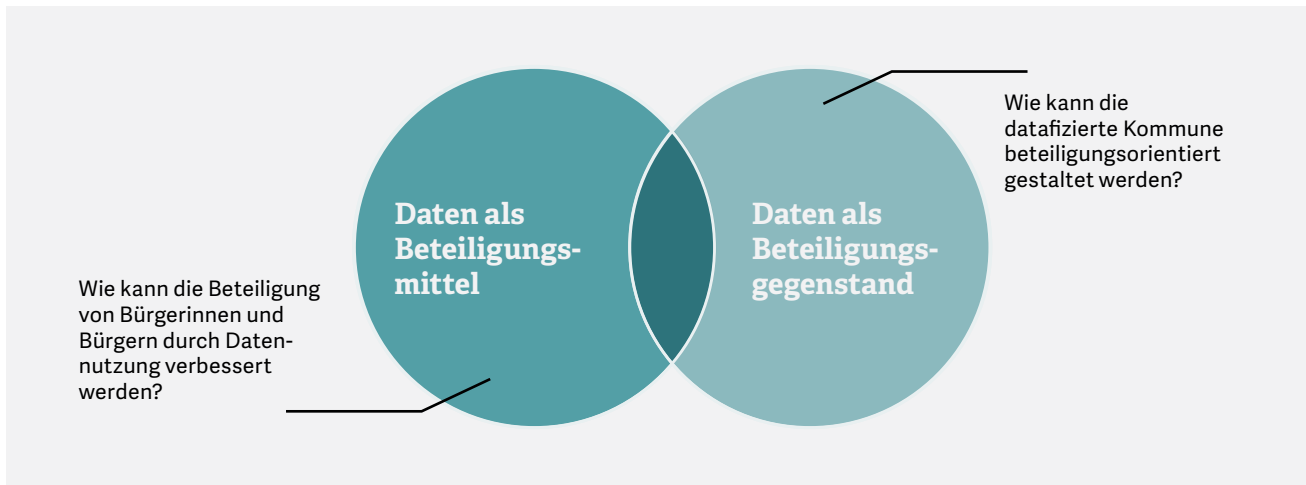 Daten als
Beteiligungs-
mittel
Wie kann die Beteiligung
von Bürgerinnen und
Bürgern durch Daten-
nutzung verbessert
werden?
Daten als
Beteiligungs-
gegenstand
Wie kann die
datafizierte Kommune
beteiligungsorientiert
gestaltet werden?